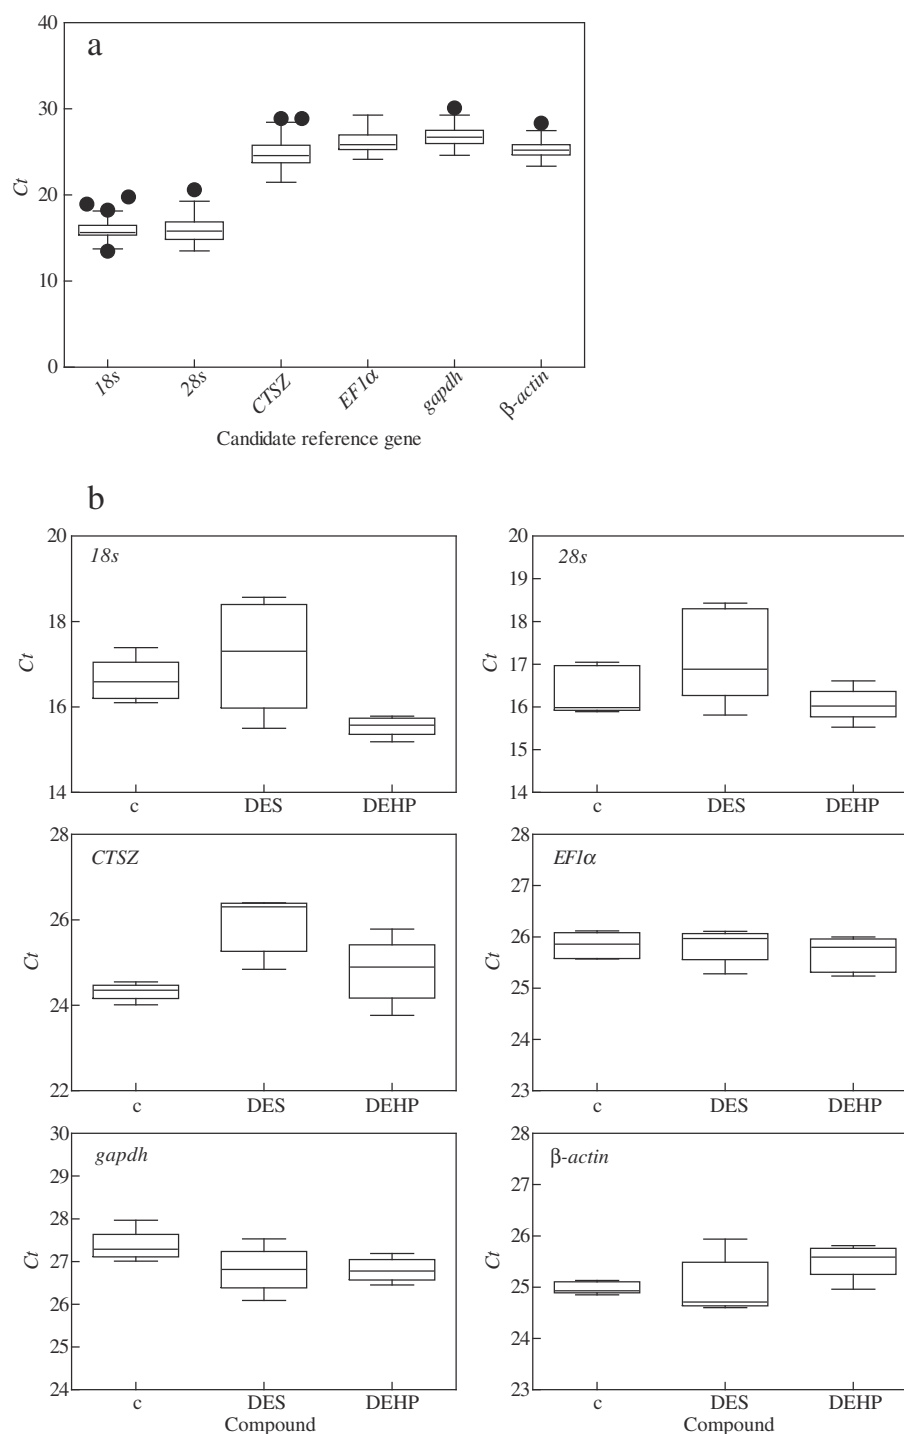 a
40
30
20
10
0
Ct
18s 28s CTSZ EF1α gapdh β-actin
Candidate reference gene
b
18s
20
18
16
14
Ct
c DES DEHP
28s
20
19
18
17
16
15
14
Ct
c DES DEHP
CTSZ
28
26
24
22
Ct
c DES DEHP
EF1α
28
27
26
25
24
23
Ct
c DES DEHP
gapdh
30
29
28
27
26
25
24
Ct
c DES DEHP
Compound
β-actin
28
27
26
25
24
23
Ct
c DES DEHP
Compound